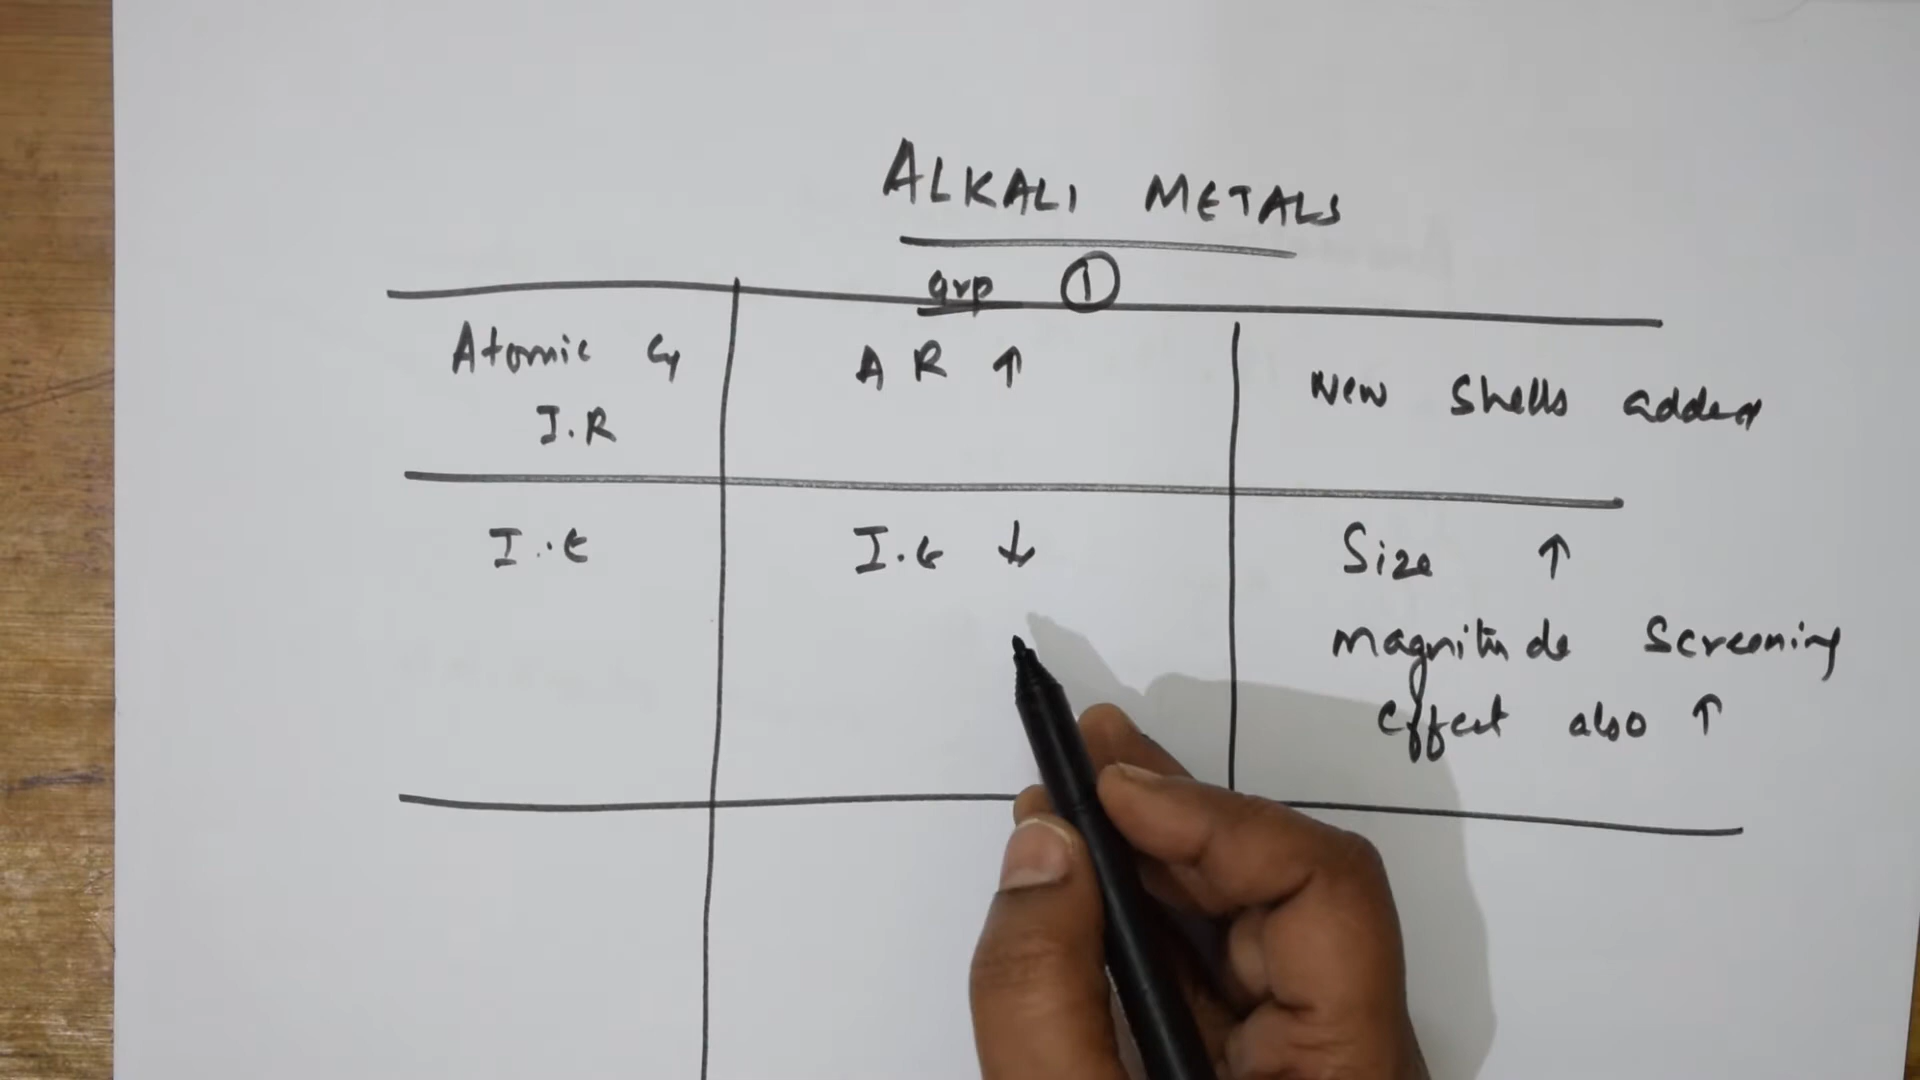 ALKALI METALS
grp ①
Atomic &
I.R
A R ↑
New shells added
I.E
I.E ↓
Size ↑
magnitude screening
effect also ↑